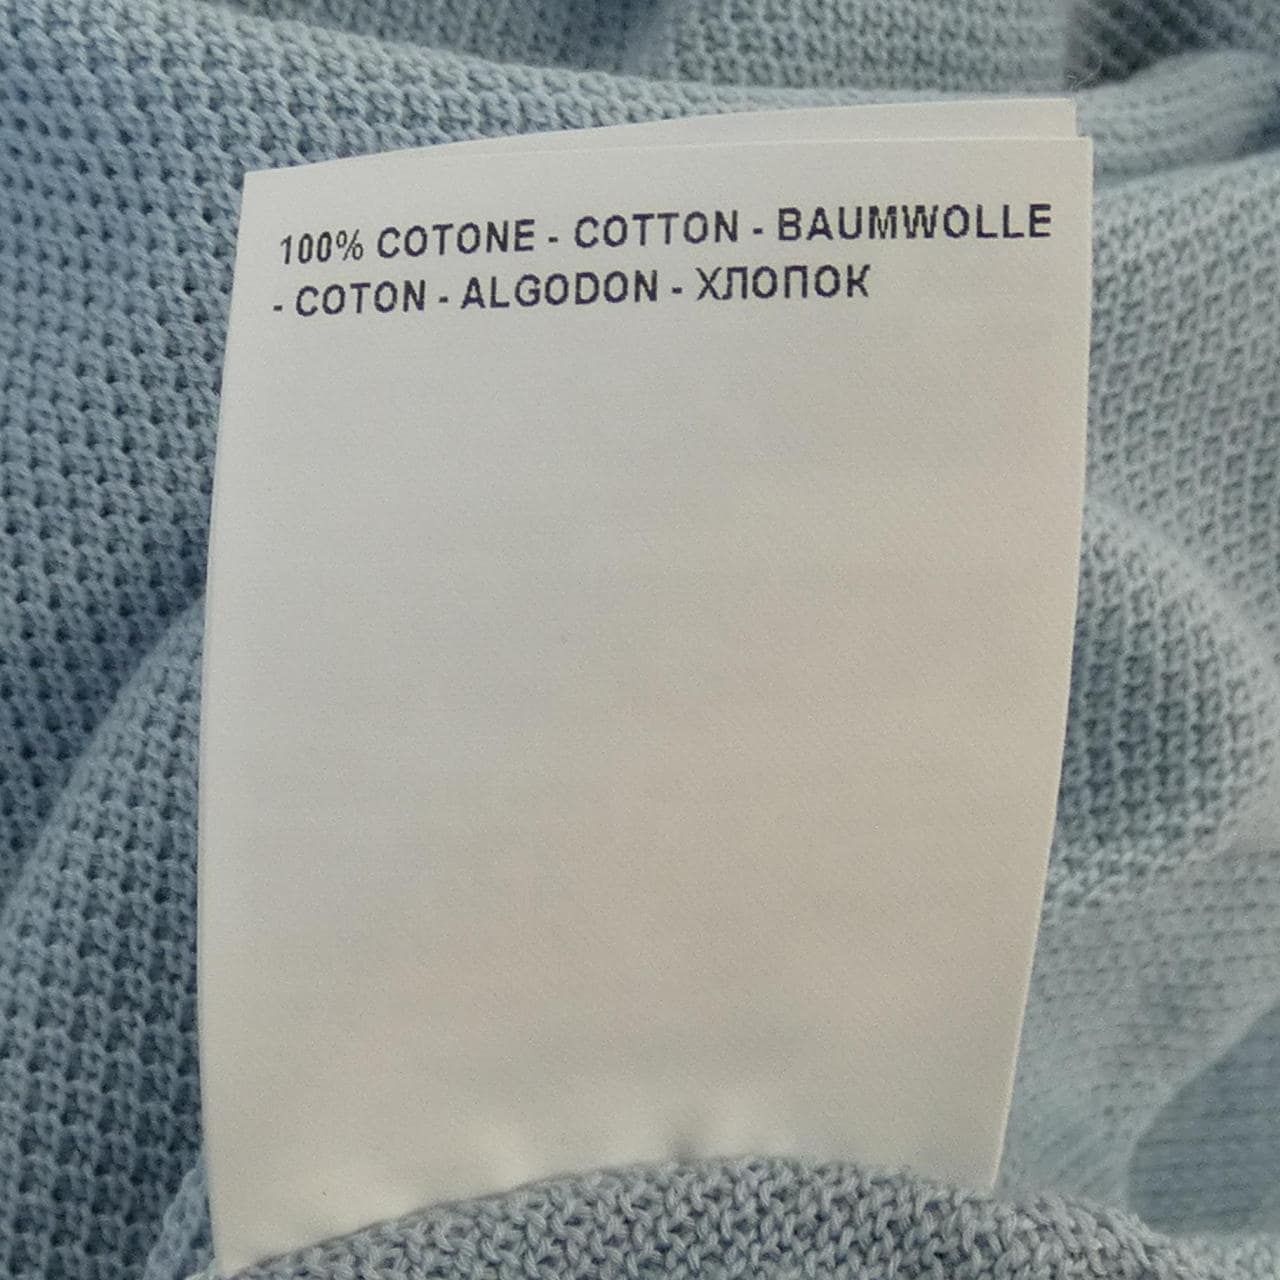 100% COTONE - COTTON - BAUMWOLLE
- COTON - ALGODON - ХЛОПОК